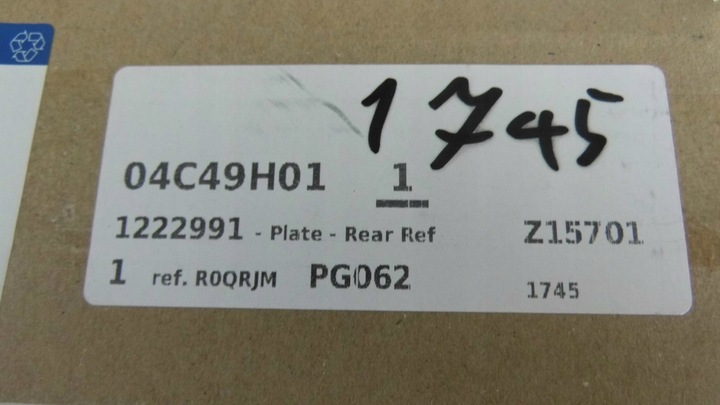 1745
04C49H01 1
1222991 - Plate - Rear Ref Z15701
1 ref. R0QRJM PG062 1745